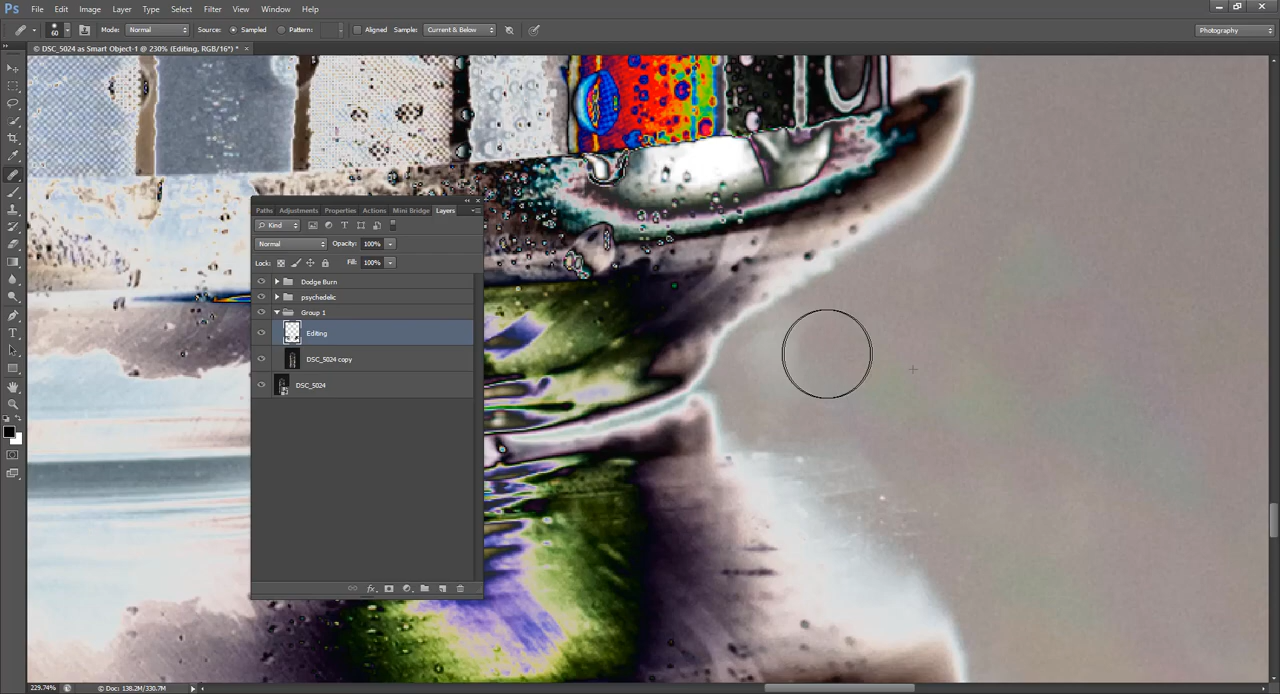 Ps File Edit Image Layer Type Select Filter View Window Help
60 Mode: Normal Source: Sampled Pattern: Aligned Sample: Current & Below Photography
© DSC_5024 as Smart Object-1 @ 230% (Editing, RGB/16*) * ×
Paths Adjustments Properties Actions Mini Bridge Layers
Kind T
Normal Opacity: 100%
Lock: Fill: 100%
Dodge Burn
psychedelic
Group 1
Editing
DSC_5024 copy
DSC_5024
T
fx
229.74% © Doc: 138.2M/330.7M